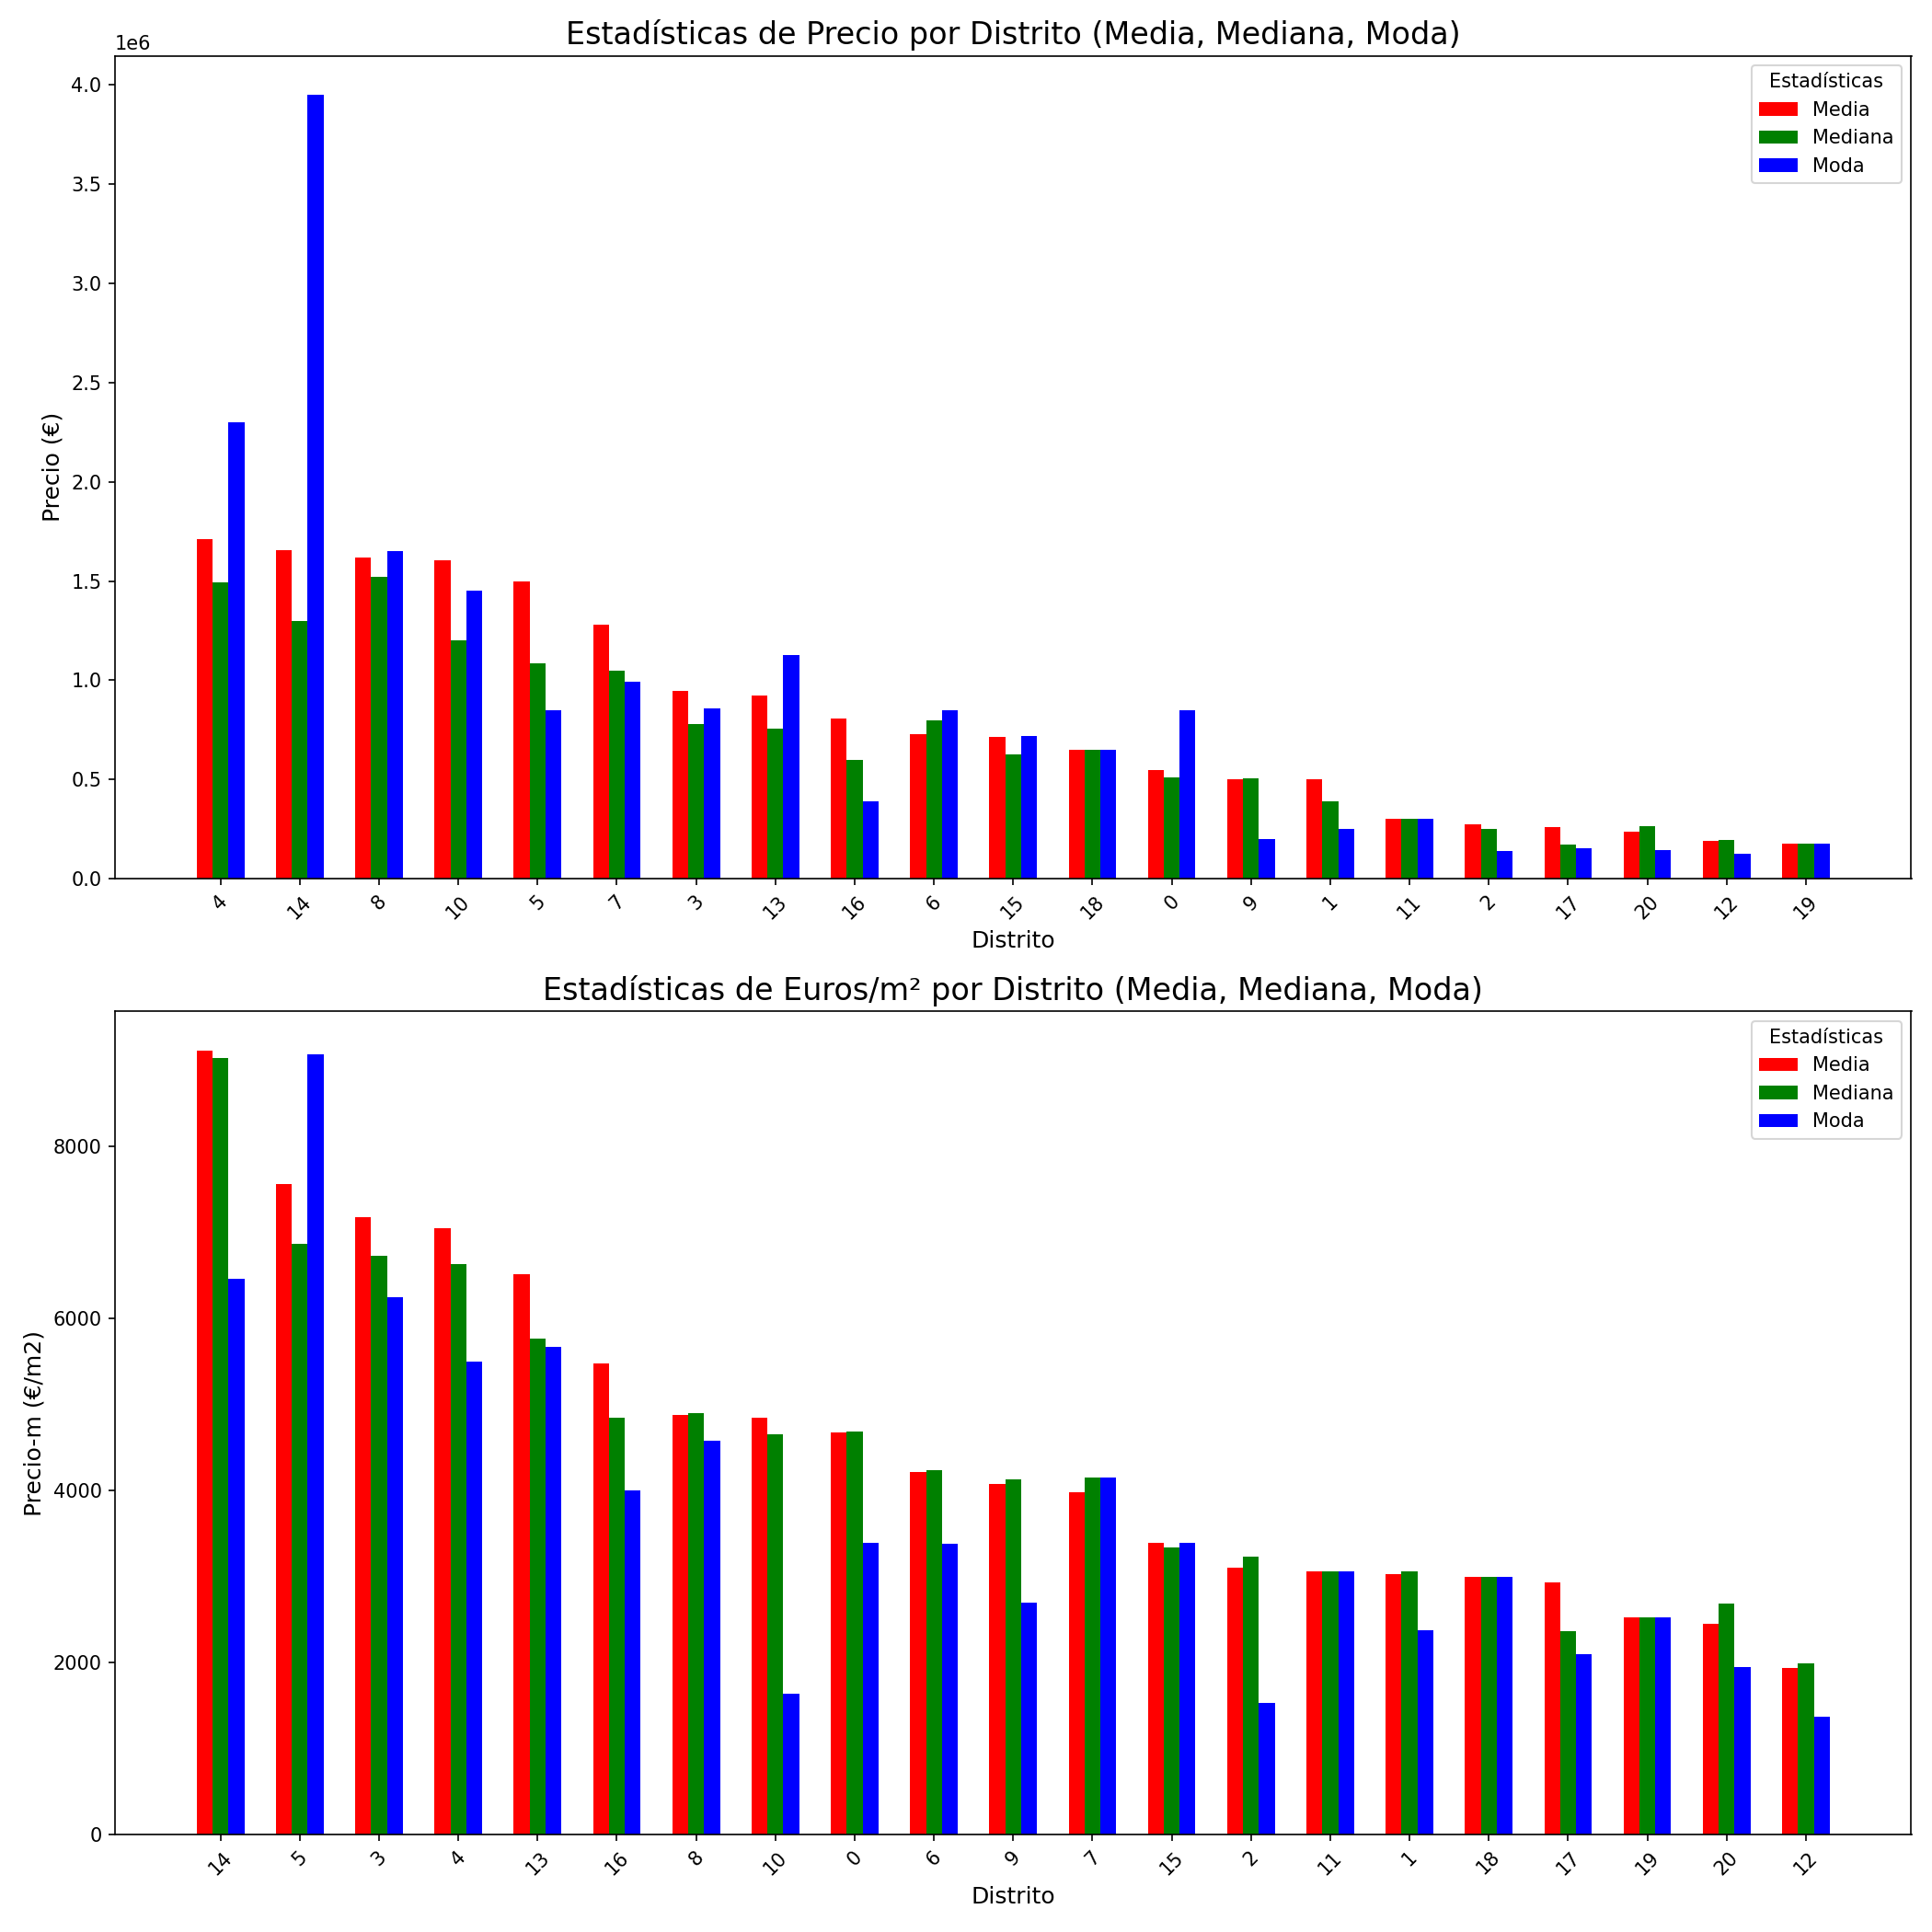 Estadísticas de Precio por Distrito (Media, Mediana, Moda)
1e6
Estadísticas
Media
Mediana
Moda
4.0
3.5
3.0
2.5
2.0
1.5
1.0
0.5
0.0
Precio (€)
4 14 8 10 5 7 3 13 16 6 15 18 0 9 1 11 2 17 20 12 19
Distrito
Estadísticas de Euros/m² por Distrito (Media, Mediana, Moda)
Estadísticas
Media
Mediana
Moda
8000
6000
4000
2000
0
Precio-m (€/m2)
14 5 3 4 13 16 8 10 0 6 9 7 15 2 11 1 18 17 19 20 12
Distrito